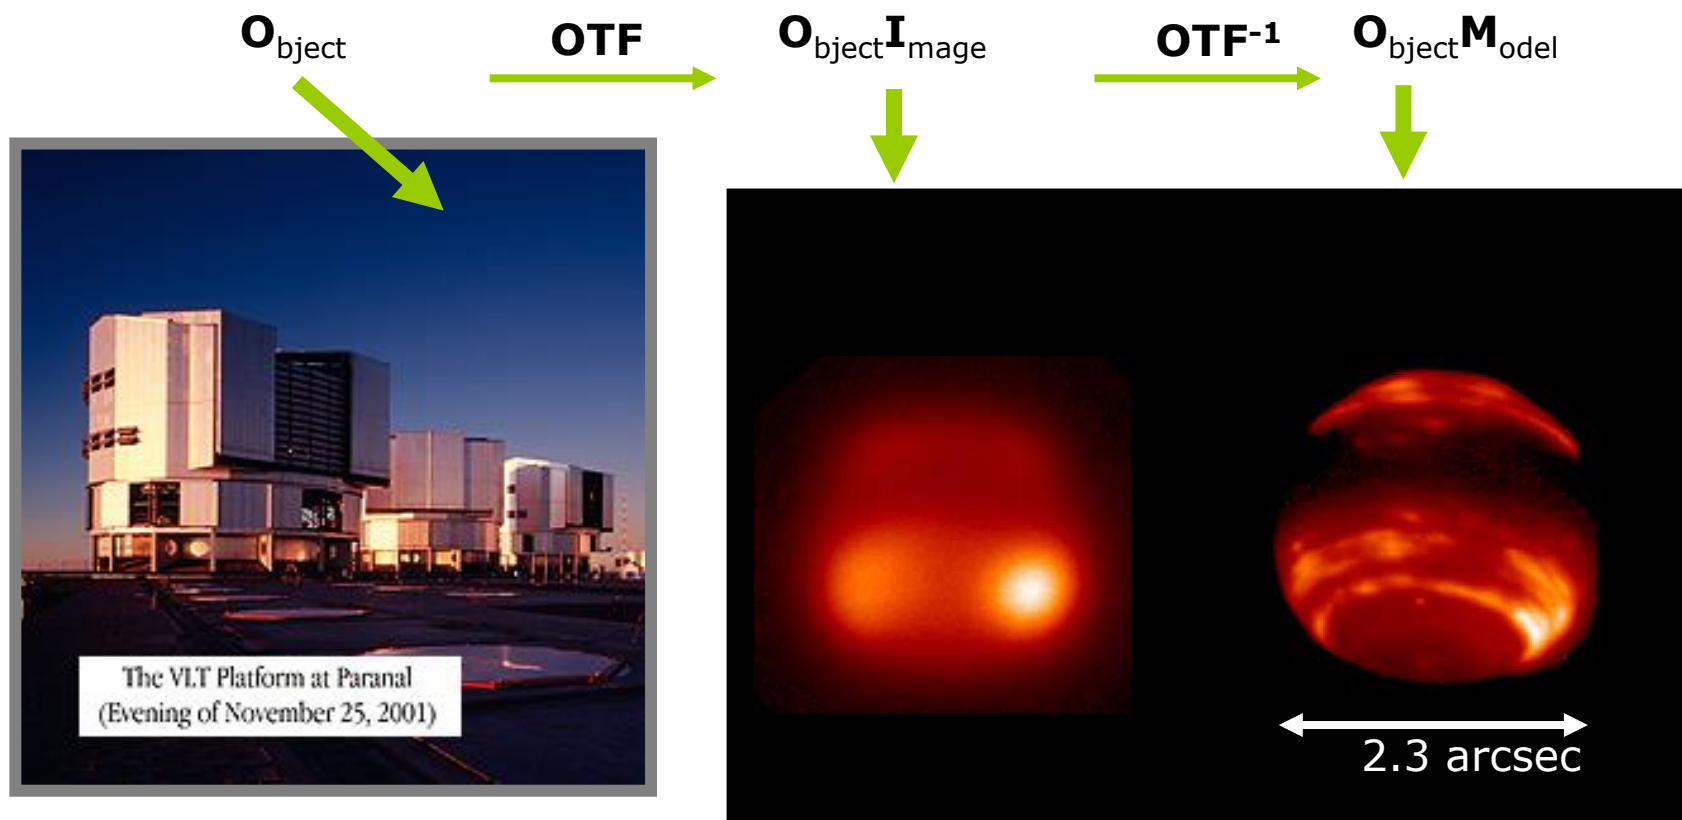 Object OTF ObjectImage OTF-1 ObjectModel
The VLT Platform at Paranal
(Evening of November 25, 2001)
2.3 arcsec